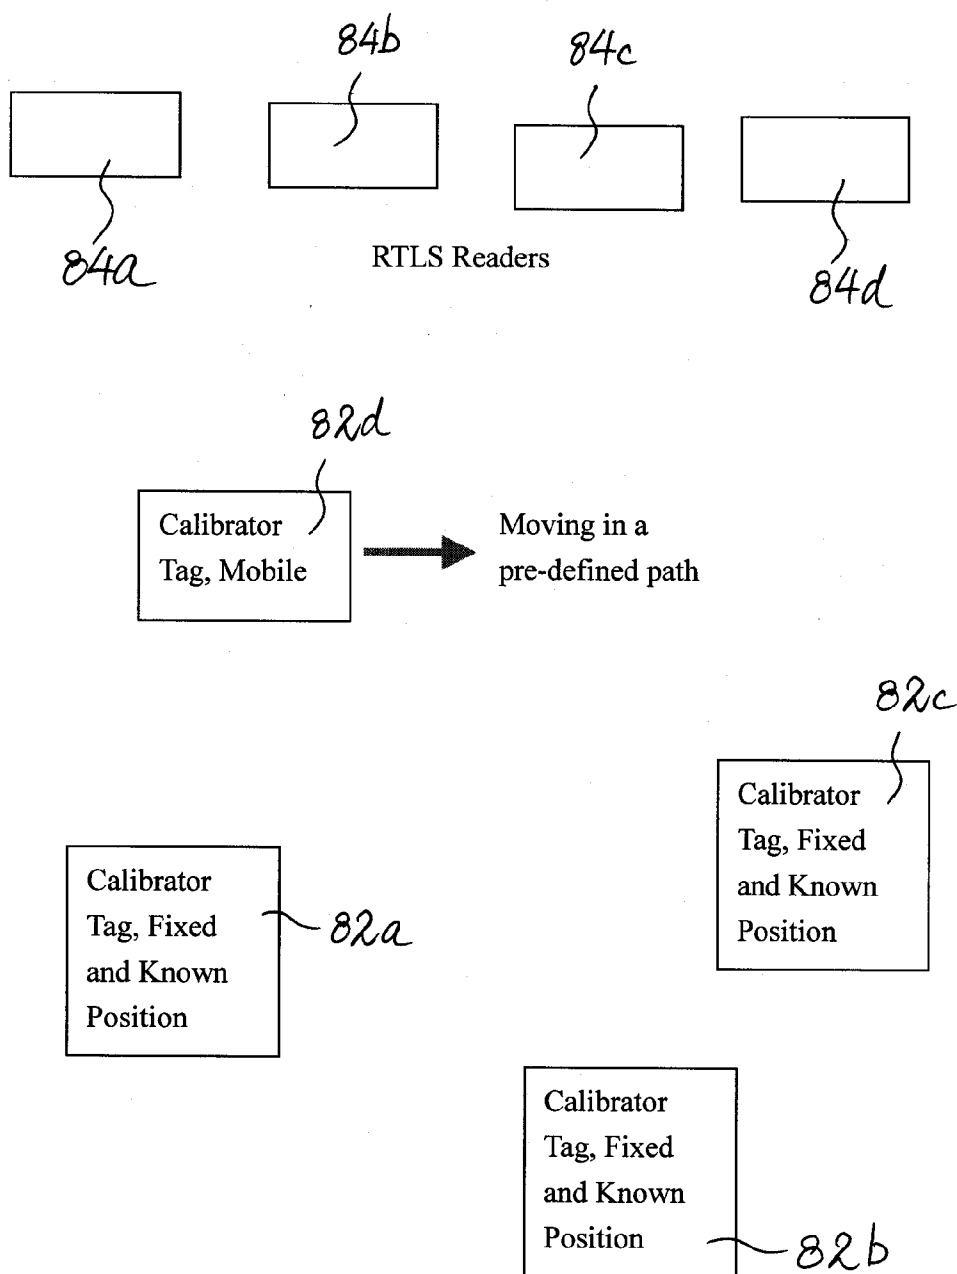 84b
84c
84a
RTLS Readers
84d
82d
Calibrator
Tag, Mobile
Moving in a
pre-defined path
82c
Calibrator
Tag, Fixed
and Known
Position
Calibrator
Tag, Fixed
and Known
Position
82a
Calibrator
Tag, Fixed
and Known
Position
82b